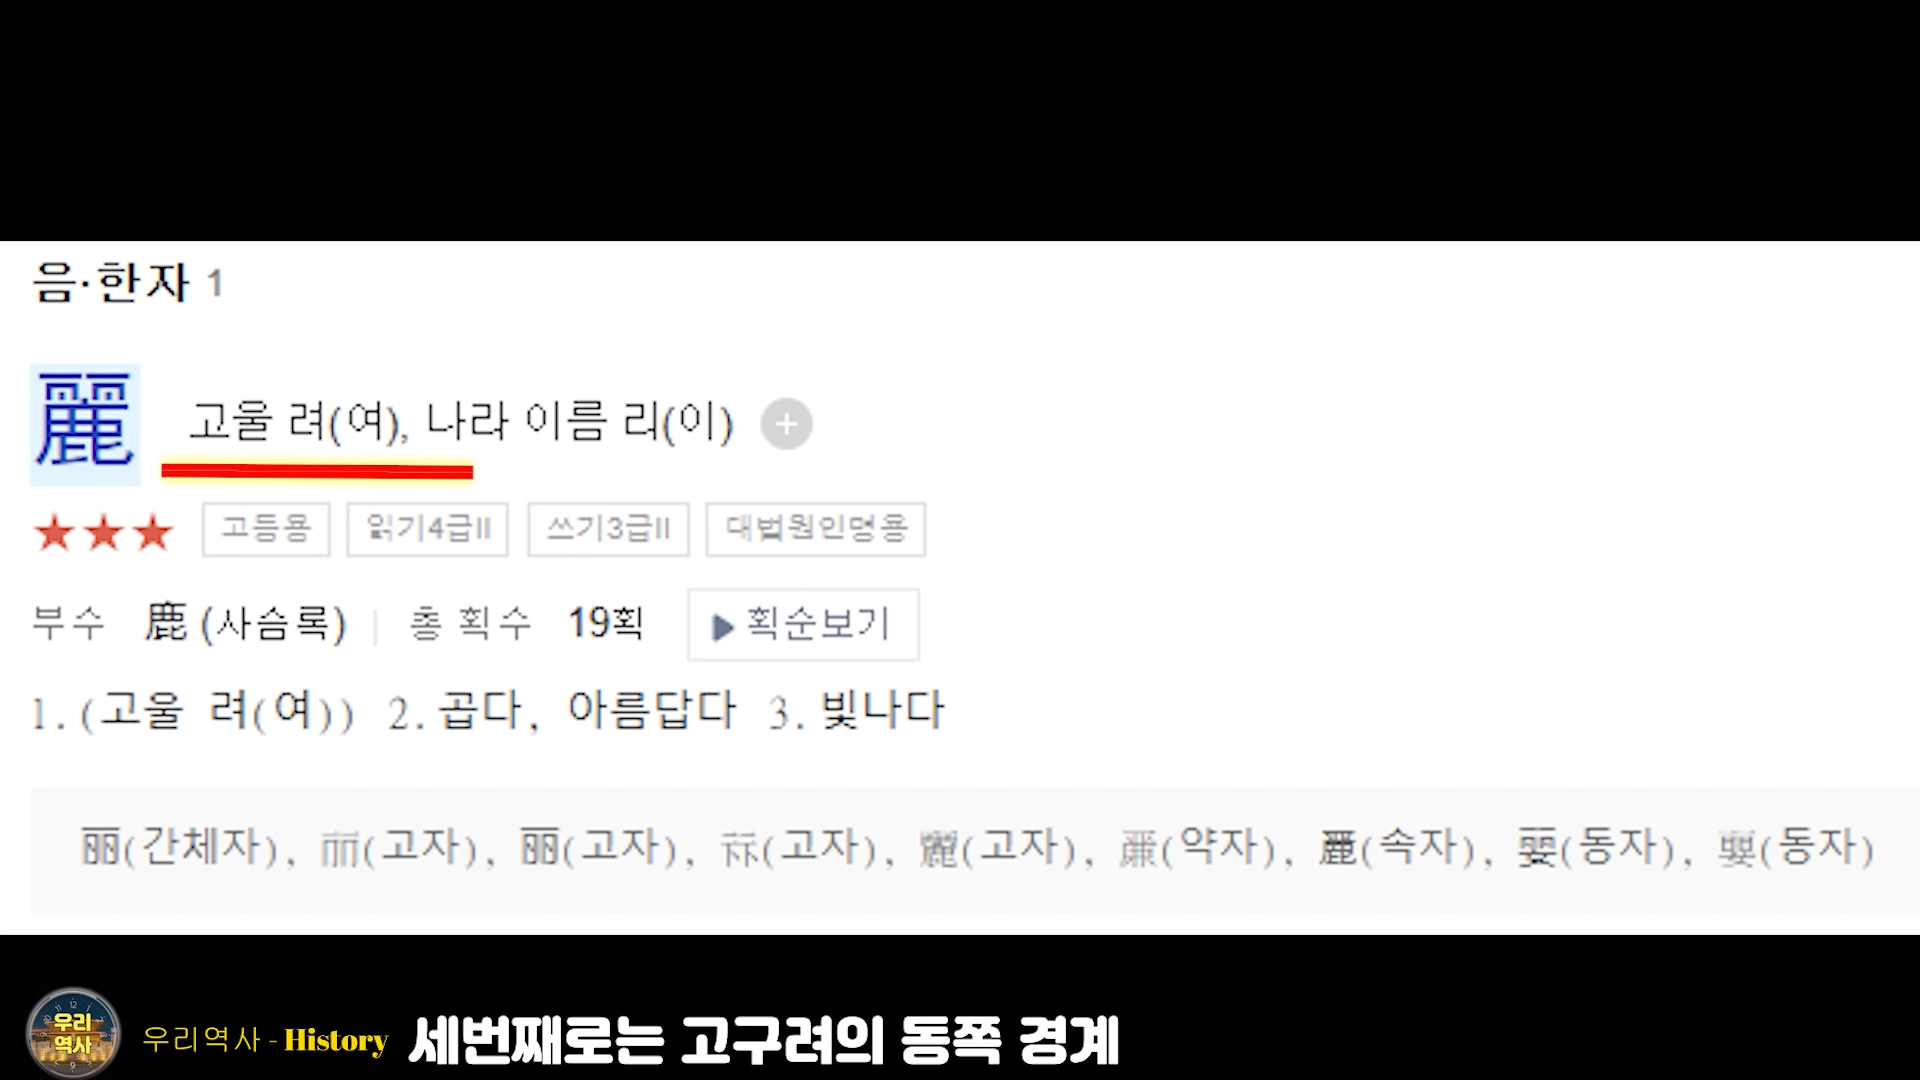 음·한자 1
麗 고울 려(여), 나라 이름 리(이)
★★★ 고등용 읽기4급II 쓰기3급II 대법원인명용
부수 鹿 (사슴록) 총 획수 19획 획순보기
1. (고울 려(여)) 2. 곱다, 아름답다 3. 빛나다
丽(간체자), (고자), 丽(고자), (고자), (고자), (약자), (속자), (동자), (동자)
우리역사
우리역사 - History 세번째로는 고구려의 동쪽 경계